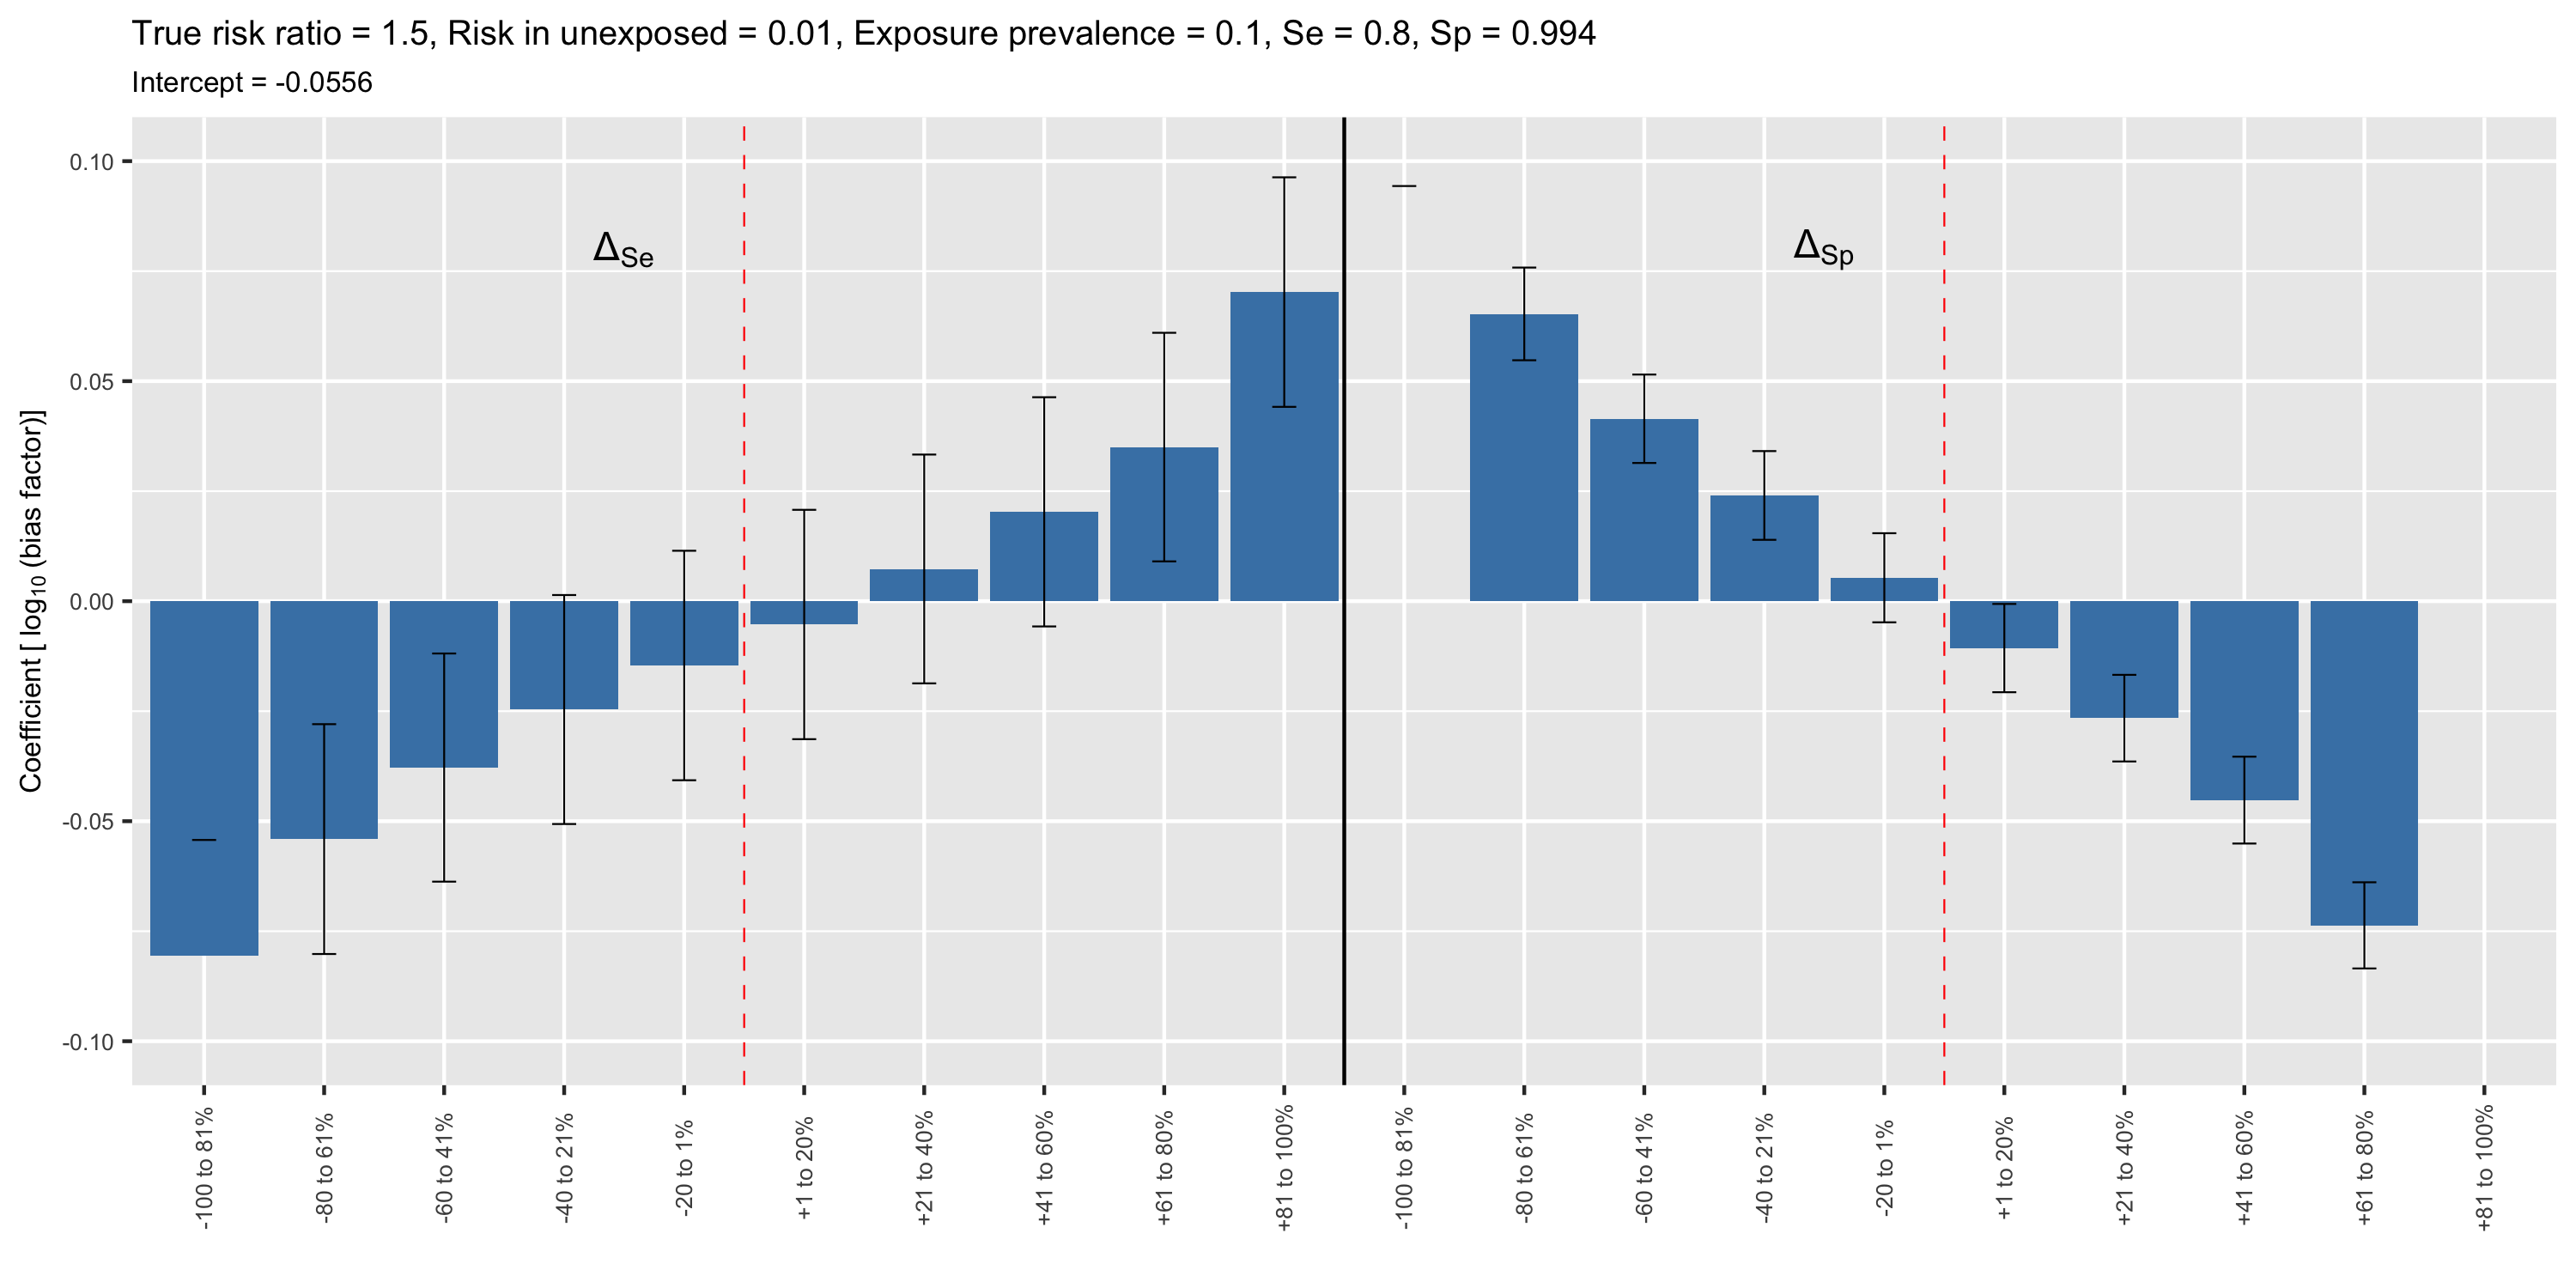 True risk ratio = 1.5, Risk in unexposed = 0.01, Exposure prevalence = 0.1, Se = 0.8, Sp = 0.994
Intercept = -0.0556
Coefficient [ log₁₀ (bias factor)]
0.10
0.05
0.00
-0.05
-0.10
ΔSe
ΔSp
-100 to 81%
-80 to 61%
-60 to 41%
-40 to 21%
-20 to 1%
+1 to 20%
+21 to 40%
+41 to 60%
+61 to 80%
+81 to 100%
-100 to 81%
-80 to 61%
-60 to 41%
-40 to 21%
-20 to 1%
+1 to 20%
+21 to 40%
+41 to 60%
+61 to 80%
+81 to 100%